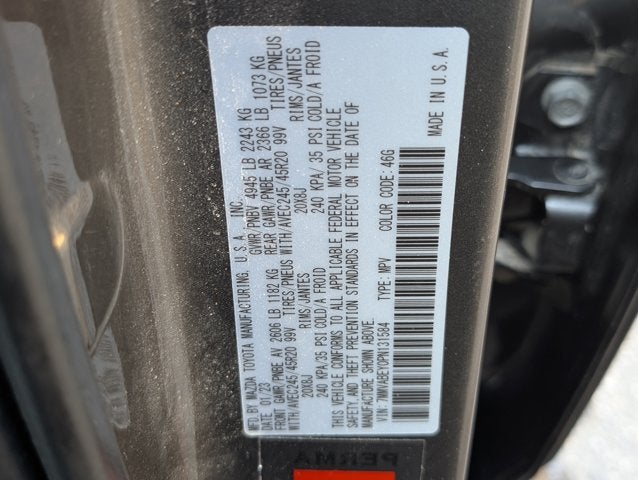 MFD BY MAZDA TOYOTA MANUFACTURING, U.S.A., INC.
DATE 01/23 GVWR/PNBV 4945 LB 2243 KG
FRONT GAWR/PNBE AV 2606 LB 1182 KG REAR GAWR/PNBE AR 2366 LB 1073 KG
WITH/AVEC245/45R20 99V TIRES/PNEUS WITH/AVEC245/45R20 99V TIRES/PNEUS
20X8J RIMS/JANTES 20X8J RIMS/JANTES
240 KPA/35 PSI COLD/A FROID 240 KPA/35 PSI COLD/A FROID
THIS VEHICLE CONFORMS TO ALL APPLICABLE FEDERAL MOTOR VEHICLE
SAFETY AND THEFT PREVENTION STANDARDS IN EFFECT ON THE DATE OF
MANUFACTURE SHOWN ABOVE.
VIN: 7MMVABEY0PN131584 TYPE: MPV COLOR CODE: 46G MADE IN U.S.A.
PERMA